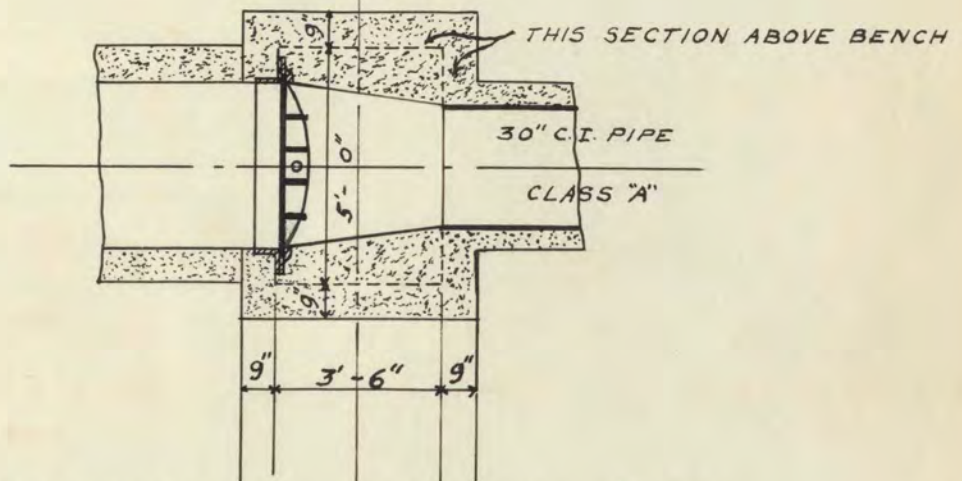 9"
THIS SECTION ABOVE BENCH
30" C.I. PIPE
5'-0"
CLASS "A"
9"
9" 3'-6" 9"